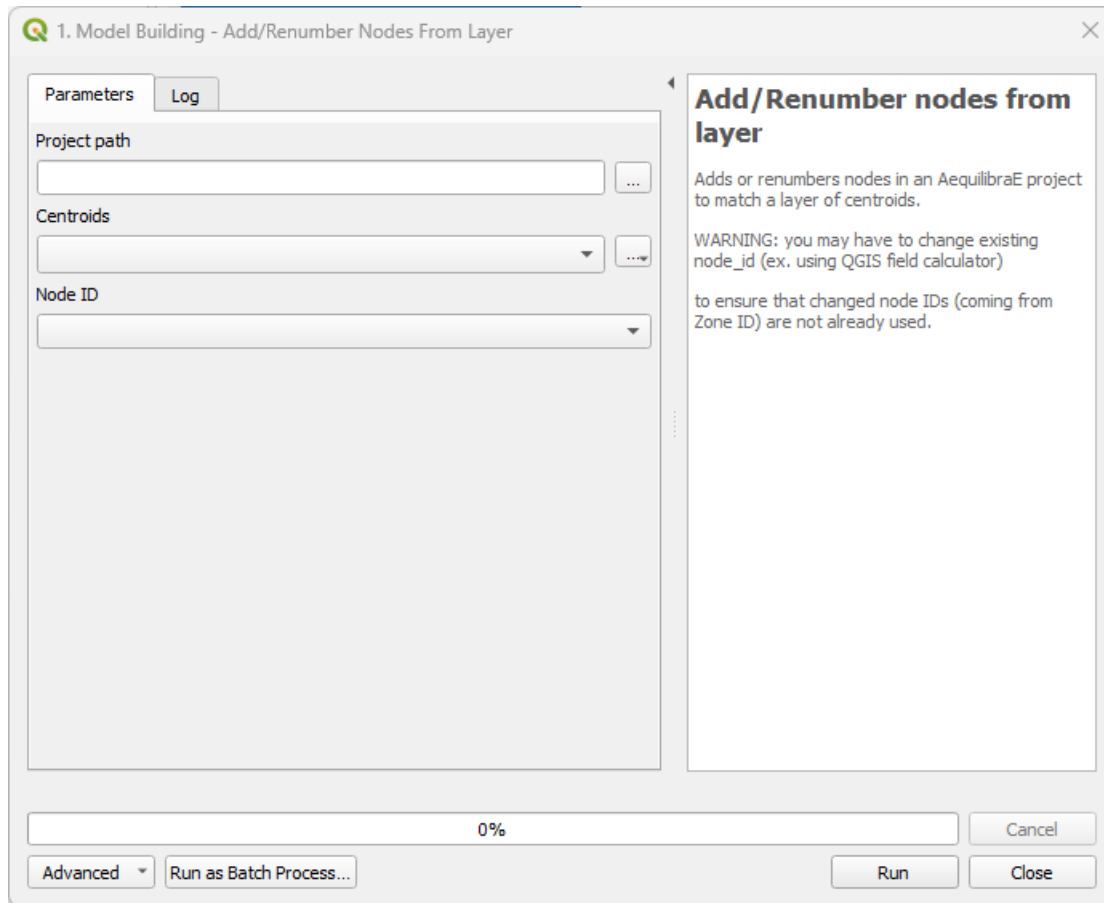 1. Model Building - Add/Renumber Nodes From Layer
Parameters
Log
Project path
...
Centroids
...
Node ID
Add/Renumber nodes from
layer
Adds or renumbers nodes in an AequilibraE project
to match a layer of centroids.
WARNING: you may have to change existing
node_id (ex. using QGIS field calculator)
to ensure that changed node IDs (coming from
Zone ID) are not already used.
0%
Cancel
Advanced
Run as Batch Process...
Run
Close